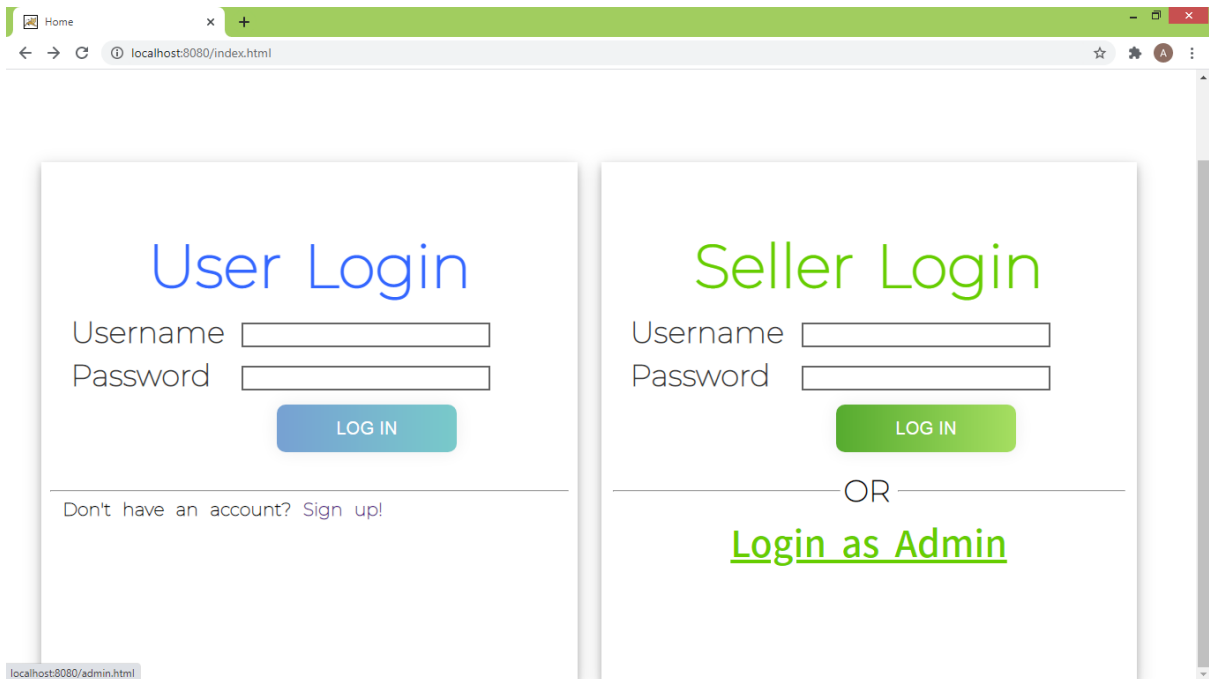 Home
localhost:8080/index.html
A
User Login
Username
Password
LOG IN
Don't have an account? Sign up!
Seller Login
Username
Password
LOG IN
OR
Login as Admin
localhost:8080/admin.html